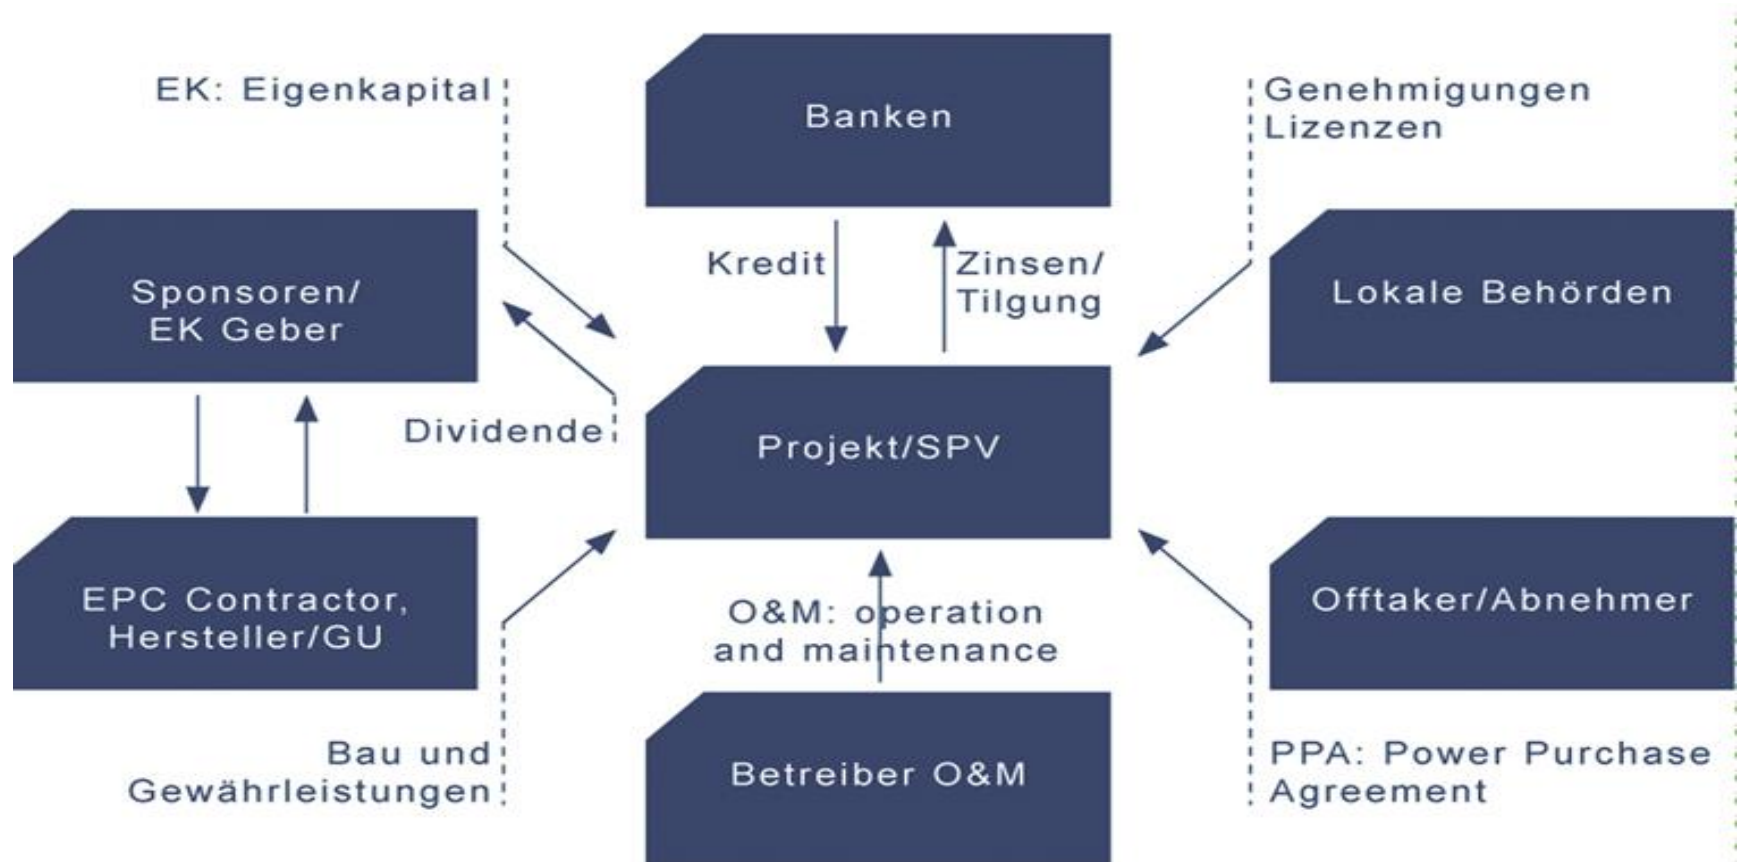 EK: Eigenkapital
Banken
Genehmigungen
Lizenzen
Sponsoren/
EK Geber
Kredit
Zinsen/
Tilgung
Lokale Behörden
Dividende
Projekt/SPV
EPC Contractor,
Hersteller/GU
O&M: operation
and maintenance
Offtaker/Abnehmer
Bau und
Gewährleistungen
Betreiber O&M
PPA: Power Purchase
Agreement